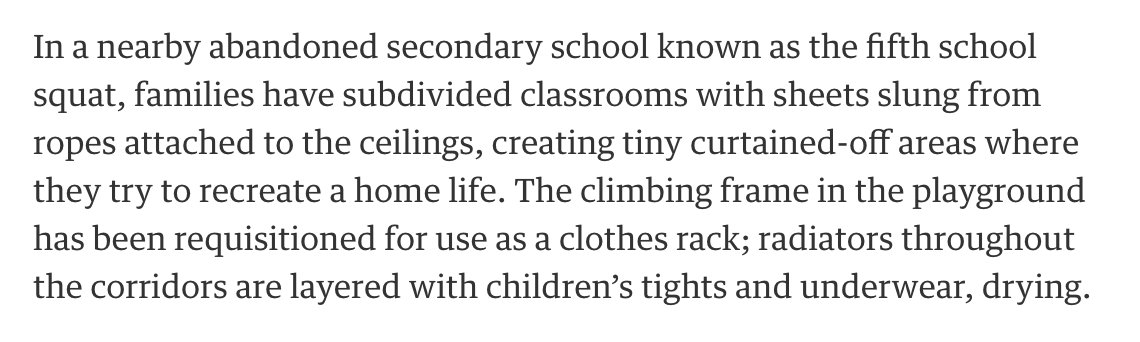 In a nearby abandoned secondary school known as the fifth school
squat, families have subdivided classrooms with sheets slung from
ropes attached to the ceilings, creating tiny curtained-off areas where
they try to recreate a home life. The climbing frame in the playground
has been requisitioned for use as a clothes rack; radiators throughout
the corridors are layered with children’s tights and underwear, drying.